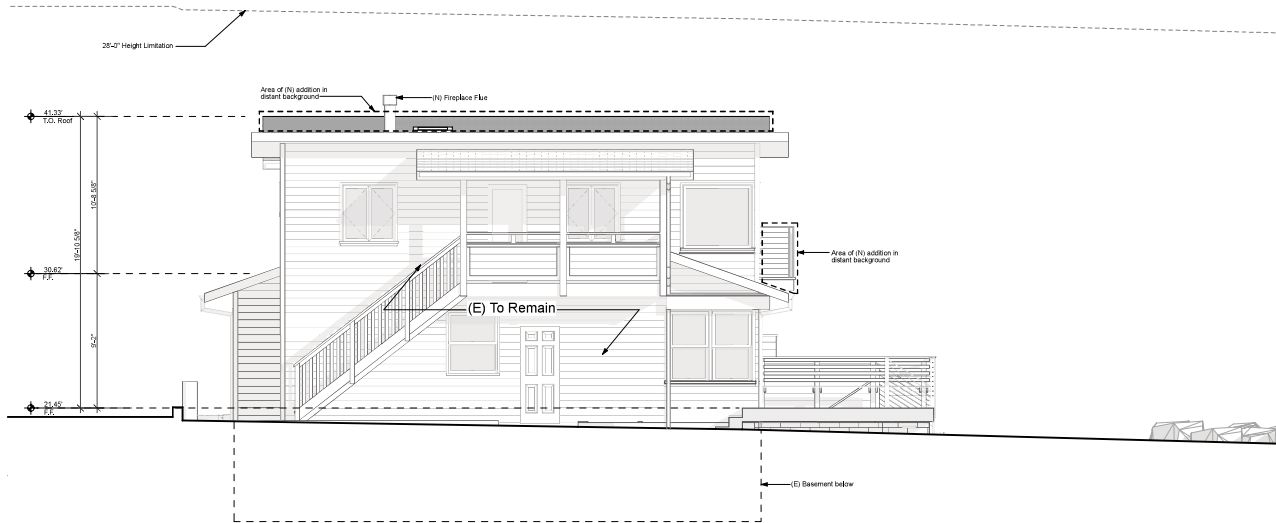 28'-0" Height Limitation
Area of (N) addition in
distant background
(N) Fireplace Flue
41.33'
T.O. Roof
10'-8 5/8"
19'-10 5/8"
Area of (N) addition in
distant background
30.62'
F.F.
(E) To Remain
9'-2"
21.45'
F.F.
(E) Basement below